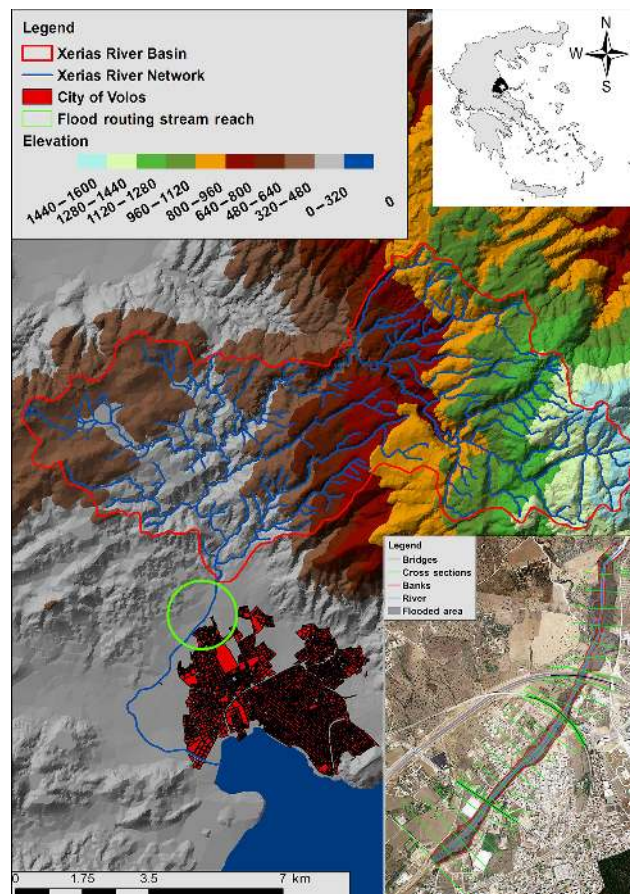 Legend
Xerias River Basin
Xerias River Network
City of Volos
Flood routing stream reach
Elevation
1440–1600
1280–1440
1120–1280
960–1120
800–960
640–800
480–640
320–480
0–320
0
N
W
E
S
Legend
Bridges
Cross sections
Banks
River
Flooded area
0 1.75 3.5 7 km